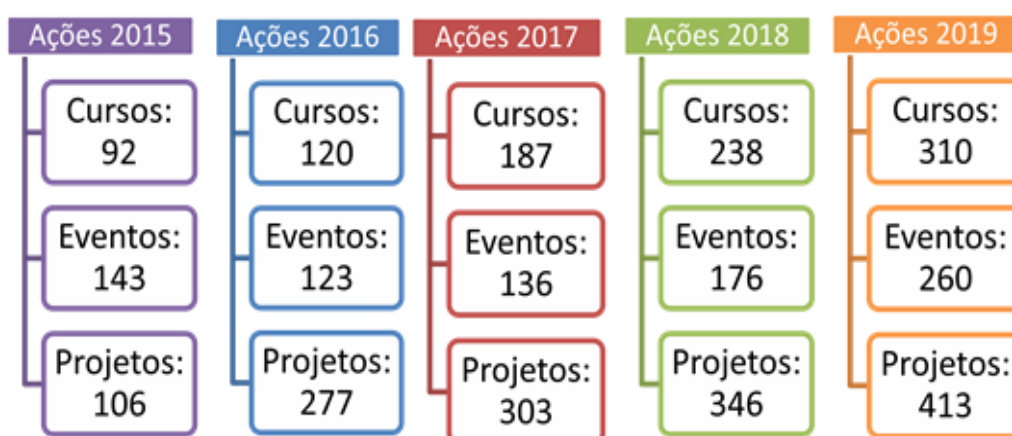 Ações 2015
Cursos:
92
Eventos:
143
Projetos:
106
Ações 2016
Cursos:
120
Eventos:
123
Projetos:
277
Ações 2017
Cursos:
187
Eventos:
136
Projetos:
303
Ações 2018
Cursos:
238
Eventos:
176
Projetos:
346
Ações 2019
Cursos:
310
Eventos:
260
Projetos:
413